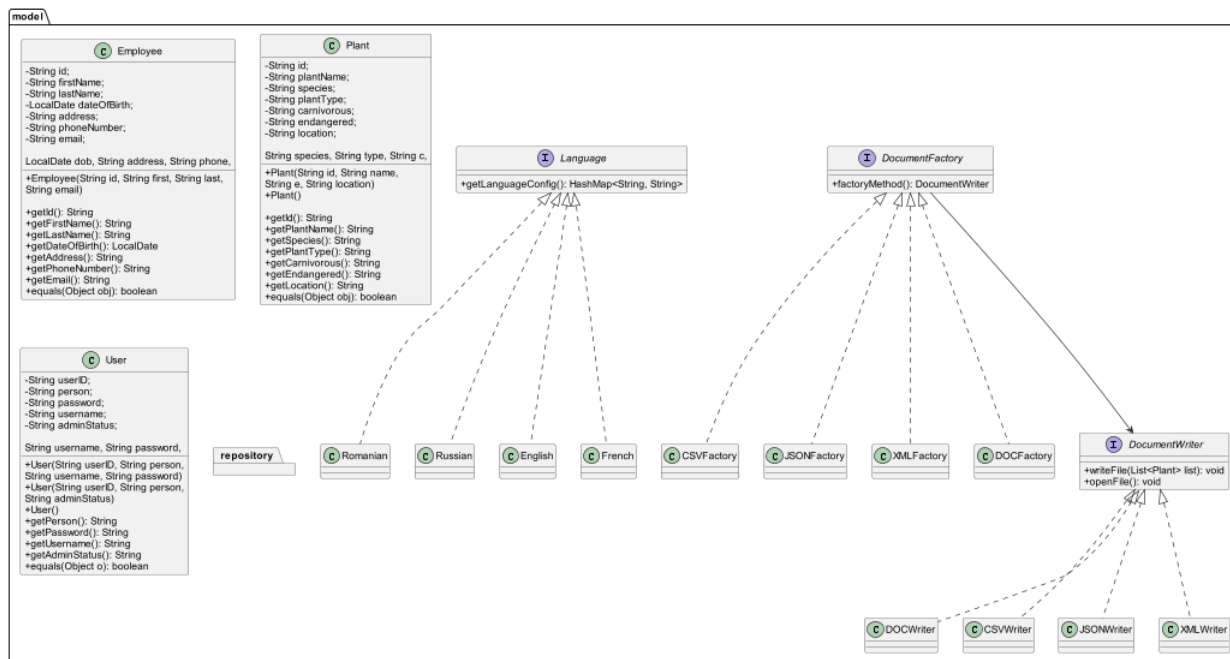 model
C Employee
-String id;
-String firstName;
-String lastName;
-LocalDate dateOfBirth;
-String address;
-String phoneNumber;
-String email;
LocalDate dob, String address, String phone,
+Employee(String id, String first, String last,
String email)
+getId(): String
+getFirstName(): String
+getLastName(): String
+getDateOfBirth(): LocalDate
+getAddress(): String
+getPhoneNumber(): String
+getEmail(): String
+equals(Object obj): boolean
C Plant
-String id;
-String plantName;
-String species;
-String plantType;
-String carnivorous;
-String endangered;
-String location;
String species, String type, String c,
+Plant(String id, String name,
String e, String location)
+Plant()
+getId(): String
+getPlantName(): String
+getSpecies(): String
+getPlantType(): String
+getCarnivorous(): String
+getEndangered(): String
+getLocation(): String
+equals(Object obj): boolean
I Language
+getLanguageConfig(): HashMap<String, String>
I DocumentFactory
+factoryMethod(): DocumentWriter
C User
-String userID;
-String person;
-String password;
-String username;
-String adminStatus;
String username, String password,
+User(String userID, String person,
String username, String password)
+User(String userID, String person,
String adminStatus)
+User()
+getPerson(): String
+getPassword(): String
+getUsername(): String
+getAdminStatus(): String
+equals(Object o): boolean
repository
C Romanian
C Russian
C English
C French
C CSVFactory
C JSONFactory
C XMLFactory
C DOCFactory
I DocumentWriter
+writeFile(List<Plant> list): void
+openFile(): void
C DOCWriter
C CSVWriter
C JSONWriter
C XMLWriter